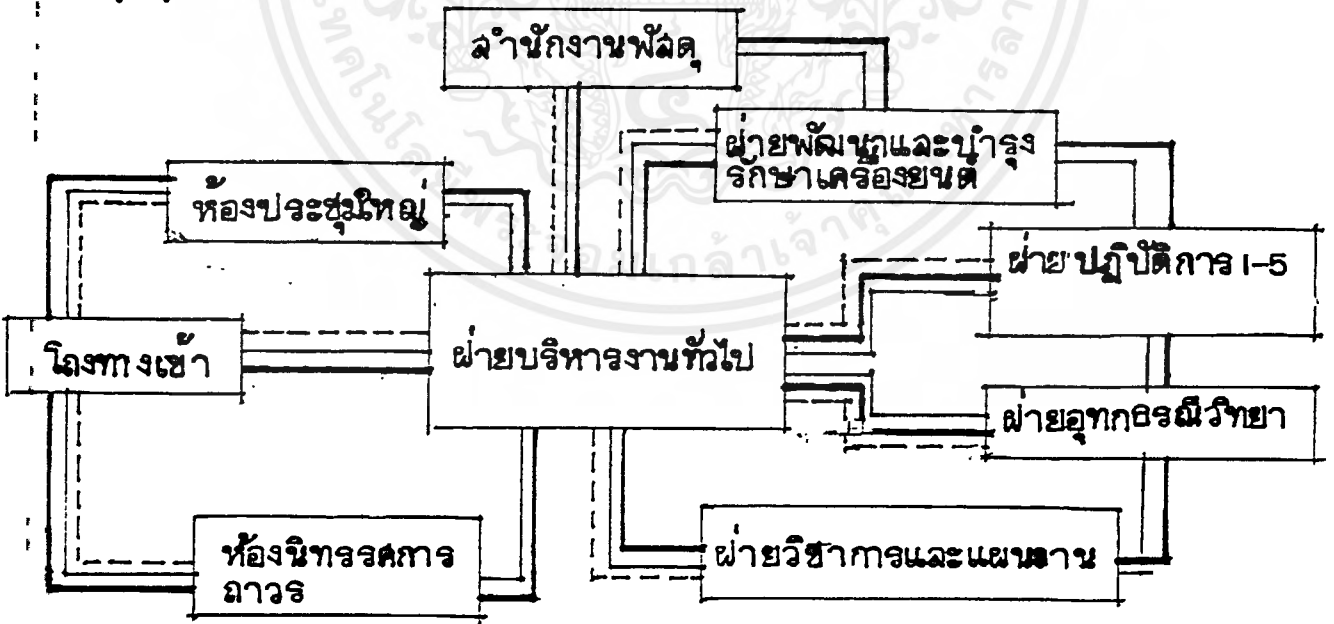 สำนักงานพัสดุ
ฝ่ายพัฒนาและบำรุง
รักษาเครื่องยนต์
ห้องประชุมใหญ่
ฝ่ายปฏิบัติการ 1-5
โถงทางเข้า
ฝ่ายบริหารงานทั่วไป
ฝ่ายอุทกธรณีวิทยา
ห้องนิทรรศการ
ถาวร
ฝ่ายวิชาการและแผนงาน